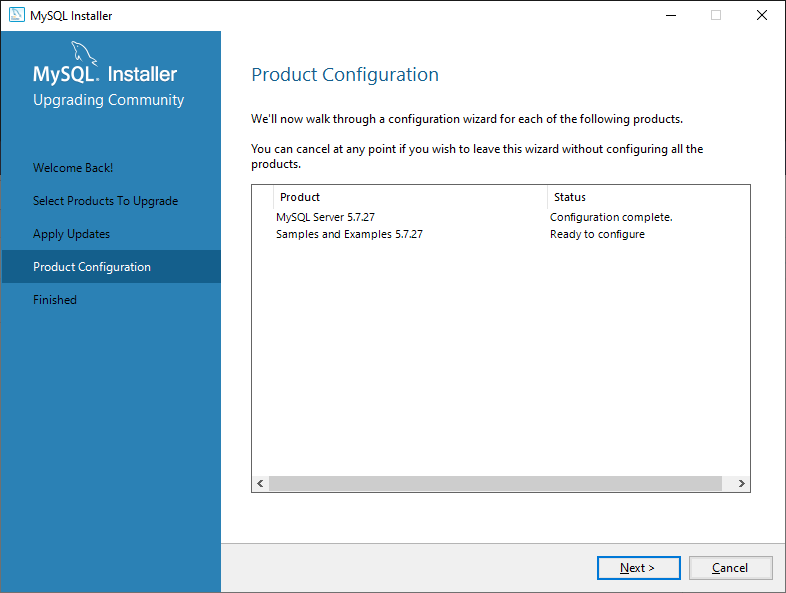 MySQL Installer
MySQL. Installer
Upgrading Community
Welcome Back!
Select Products To Upgrade
Apply Updates
Product Configuration
Finished
Product Configuration
We'll now walk through a configuration wizard for each of the following products.
You can cancel at any point if you wish to leave this wizard without configuring all the
products.
Product Status
MySQL Server 5.7.27 Configuration complete.
Samples and Examples 5.7.27 Ready to configure
Next > Cancel